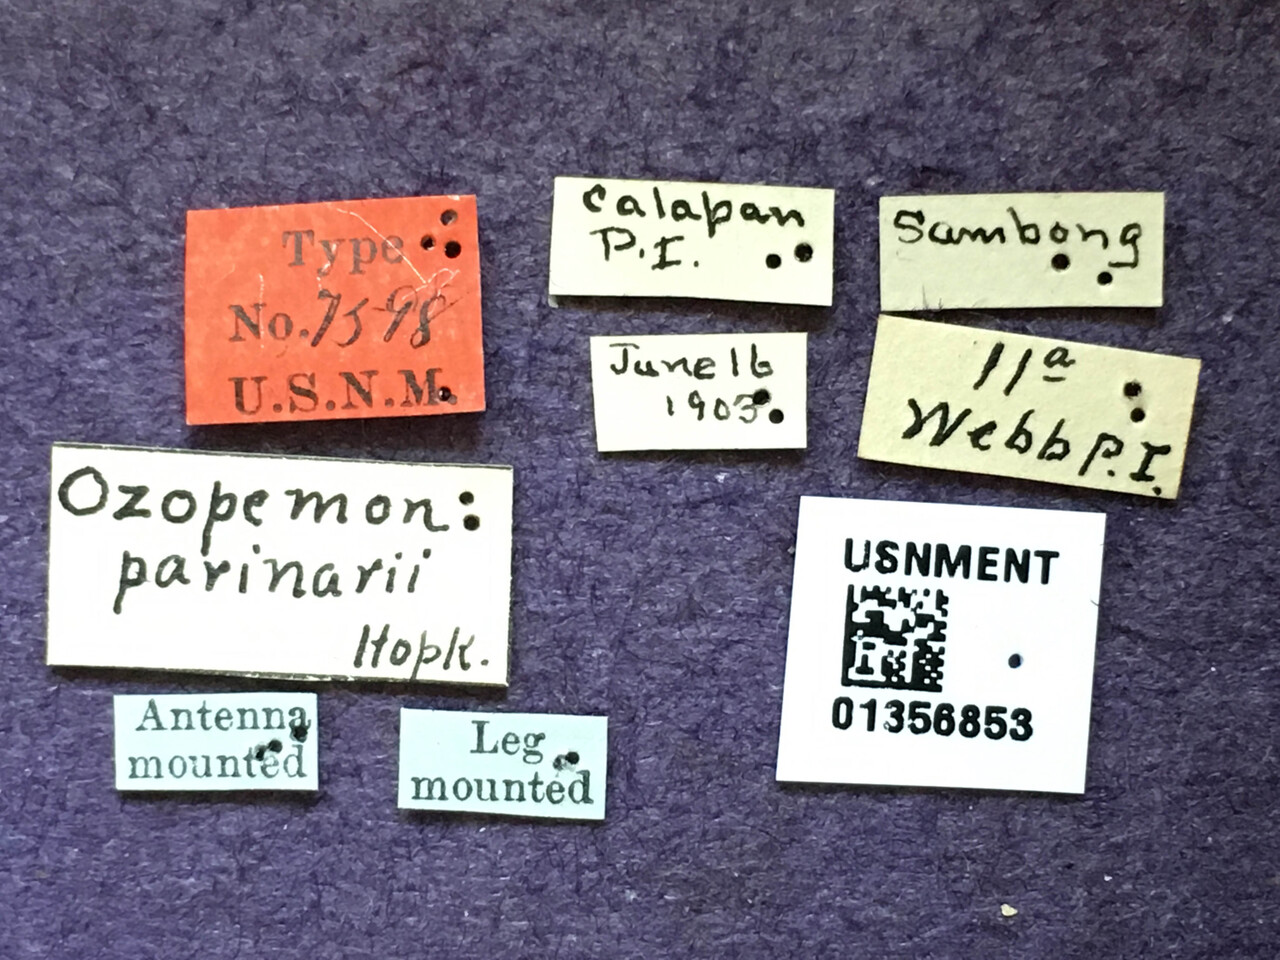 Type
No. 7598
U.S.N.M.
Calapan
P.I.
Sambong
June 16
1903
11a
Webb P.I.
Ozopemon
parinarii
Hopk.
USNMENT
01356853
Antenna
mounted
Leg
mounted